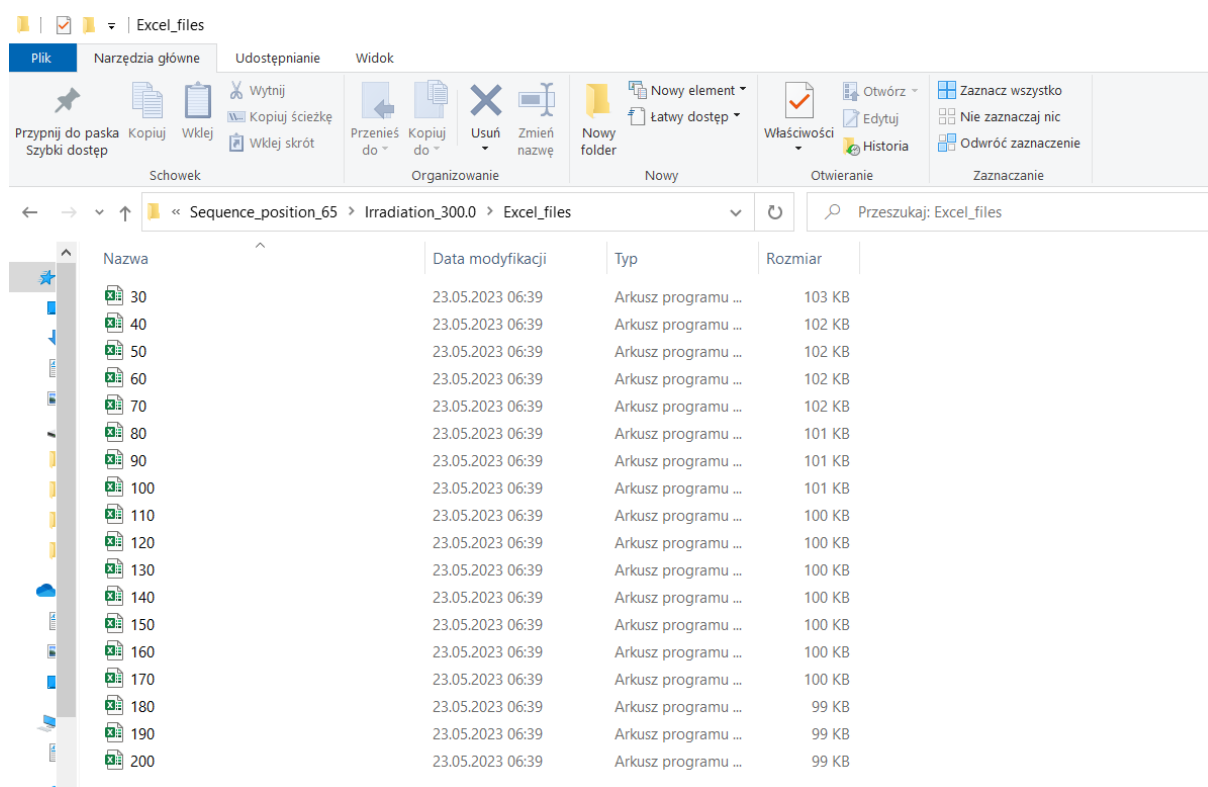 Excel_files
Plik Narzędzia główne Udostępnianie Widok
Przypnij do paska Szybki dostęp
Kopiuj
Wklej
Wytnij
Kopiuj ścieżkę
Wklej skrót
Schowek
Przenieś do
Kopiuj do
Usuń
Zmień nazwę
Organizowanie
Nowy folder
Nowy element
Łatwy dostęp
Nowy
Właściwości
Otwórz
Edytuj
Historia
Otwieranie
Zaznacz wszystko
Nie zaznaczaj nic
Odwróć zaznaczenie
Zaznaczanie
« Sequence_position_65 > Irradiation_300.0 > Excel_files
Przeszukaj: Excel_files
Nazwa Data modyfikacji Typ Rozmiar
30 23.05.2023 06:39 Arkusz programu ... 103 KB
40 23.05.2023 06:39 Arkusz programu ... 102 KB
50 23.05.2023 06:39 Arkusz programu ... 102 KB
60 23.05.2023 06:39 Arkusz programu ... 102 KB
70 23.05.2023 06:39 Arkusz programu ... 102 KB
80 23.05.2023 06:39 Arkusz programu ... 101 KB
90 23.05.2023 06:39 Arkusz programu ... 101 KB
100 23.05.2023 06:39 Arkusz programu ... 101 KB
110 23.05.2023 06:39 Arkusz programu ... 100 KB
120 23.05.2023 06:39 Arkusz programu ... 100 KB
130 23.05.2023 06:39 Arkusz programu ... 100 KB
140 23.05.2023 06:39 Arkusz programu ... 100 KB
150 23.05.2023 06:39 Arkusz programu ... 100 KB
160 23.05.2023 06:39 Arkusz programu ... 100 KB
170 23.05.2023 06:39 Arkusz programu ... 100 KB
180 23.05.2023 06:39 Arkusz programu ... 99 KB
190 23.05.2023 06:39 Arkusz programu ... 99 KB
200 23.05.2023 06:39 Arkusz programu ... 99 KB